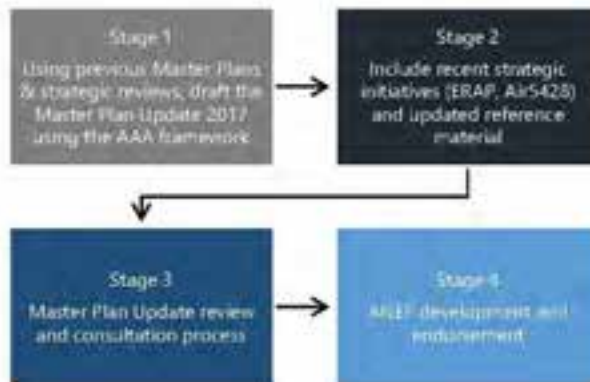 Stage 1
Using previous Master Plans
& strategic reviews, draft the
Master Plan Update 2017
using the AAA framework
Stage 2
Include recent strategic
initiatives (ERAP, Air5428)
and updated reference
material
Stage 3
Master Plan Update review
and consultation process
Stage 4
development and
endorsement